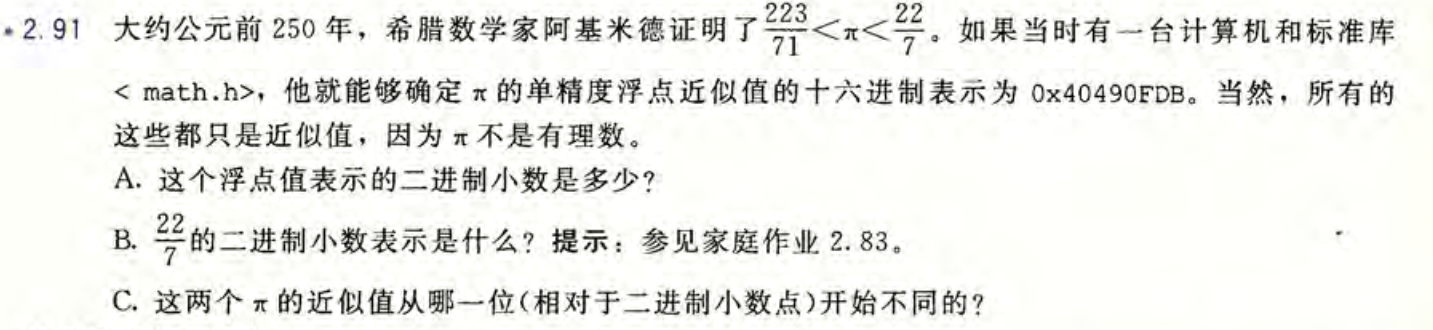 *2.91 大约公元前 250 年，希腊数学家阿基米德证明了 223/71 < π < 22/7。如果当时有一台计算机和标准库
< math.h>，他就能够确定 π 的单精度浮点近似值的十六进制表示为 0x40490FDB。当然，所有的
这些都只是近似值，因为 π 不是有理数。
A. 这个浮点值表示的二进制小数是多少？
B. 22/7 的二进制小数表示是什么？提示：参见家庭作业 2.83。
C. 这两个 π 的近似值从哪一位(相对于二进制小数点)开始不同的？